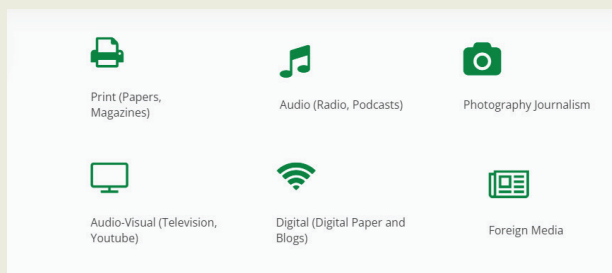 Print (Papers,
Magazines)
Audio (Radio, Podcasts)
Photography Journalism
Audio-Visual (Television,
Youtube)
Digital (Digital Paper and
Blogs)
Foreign Media